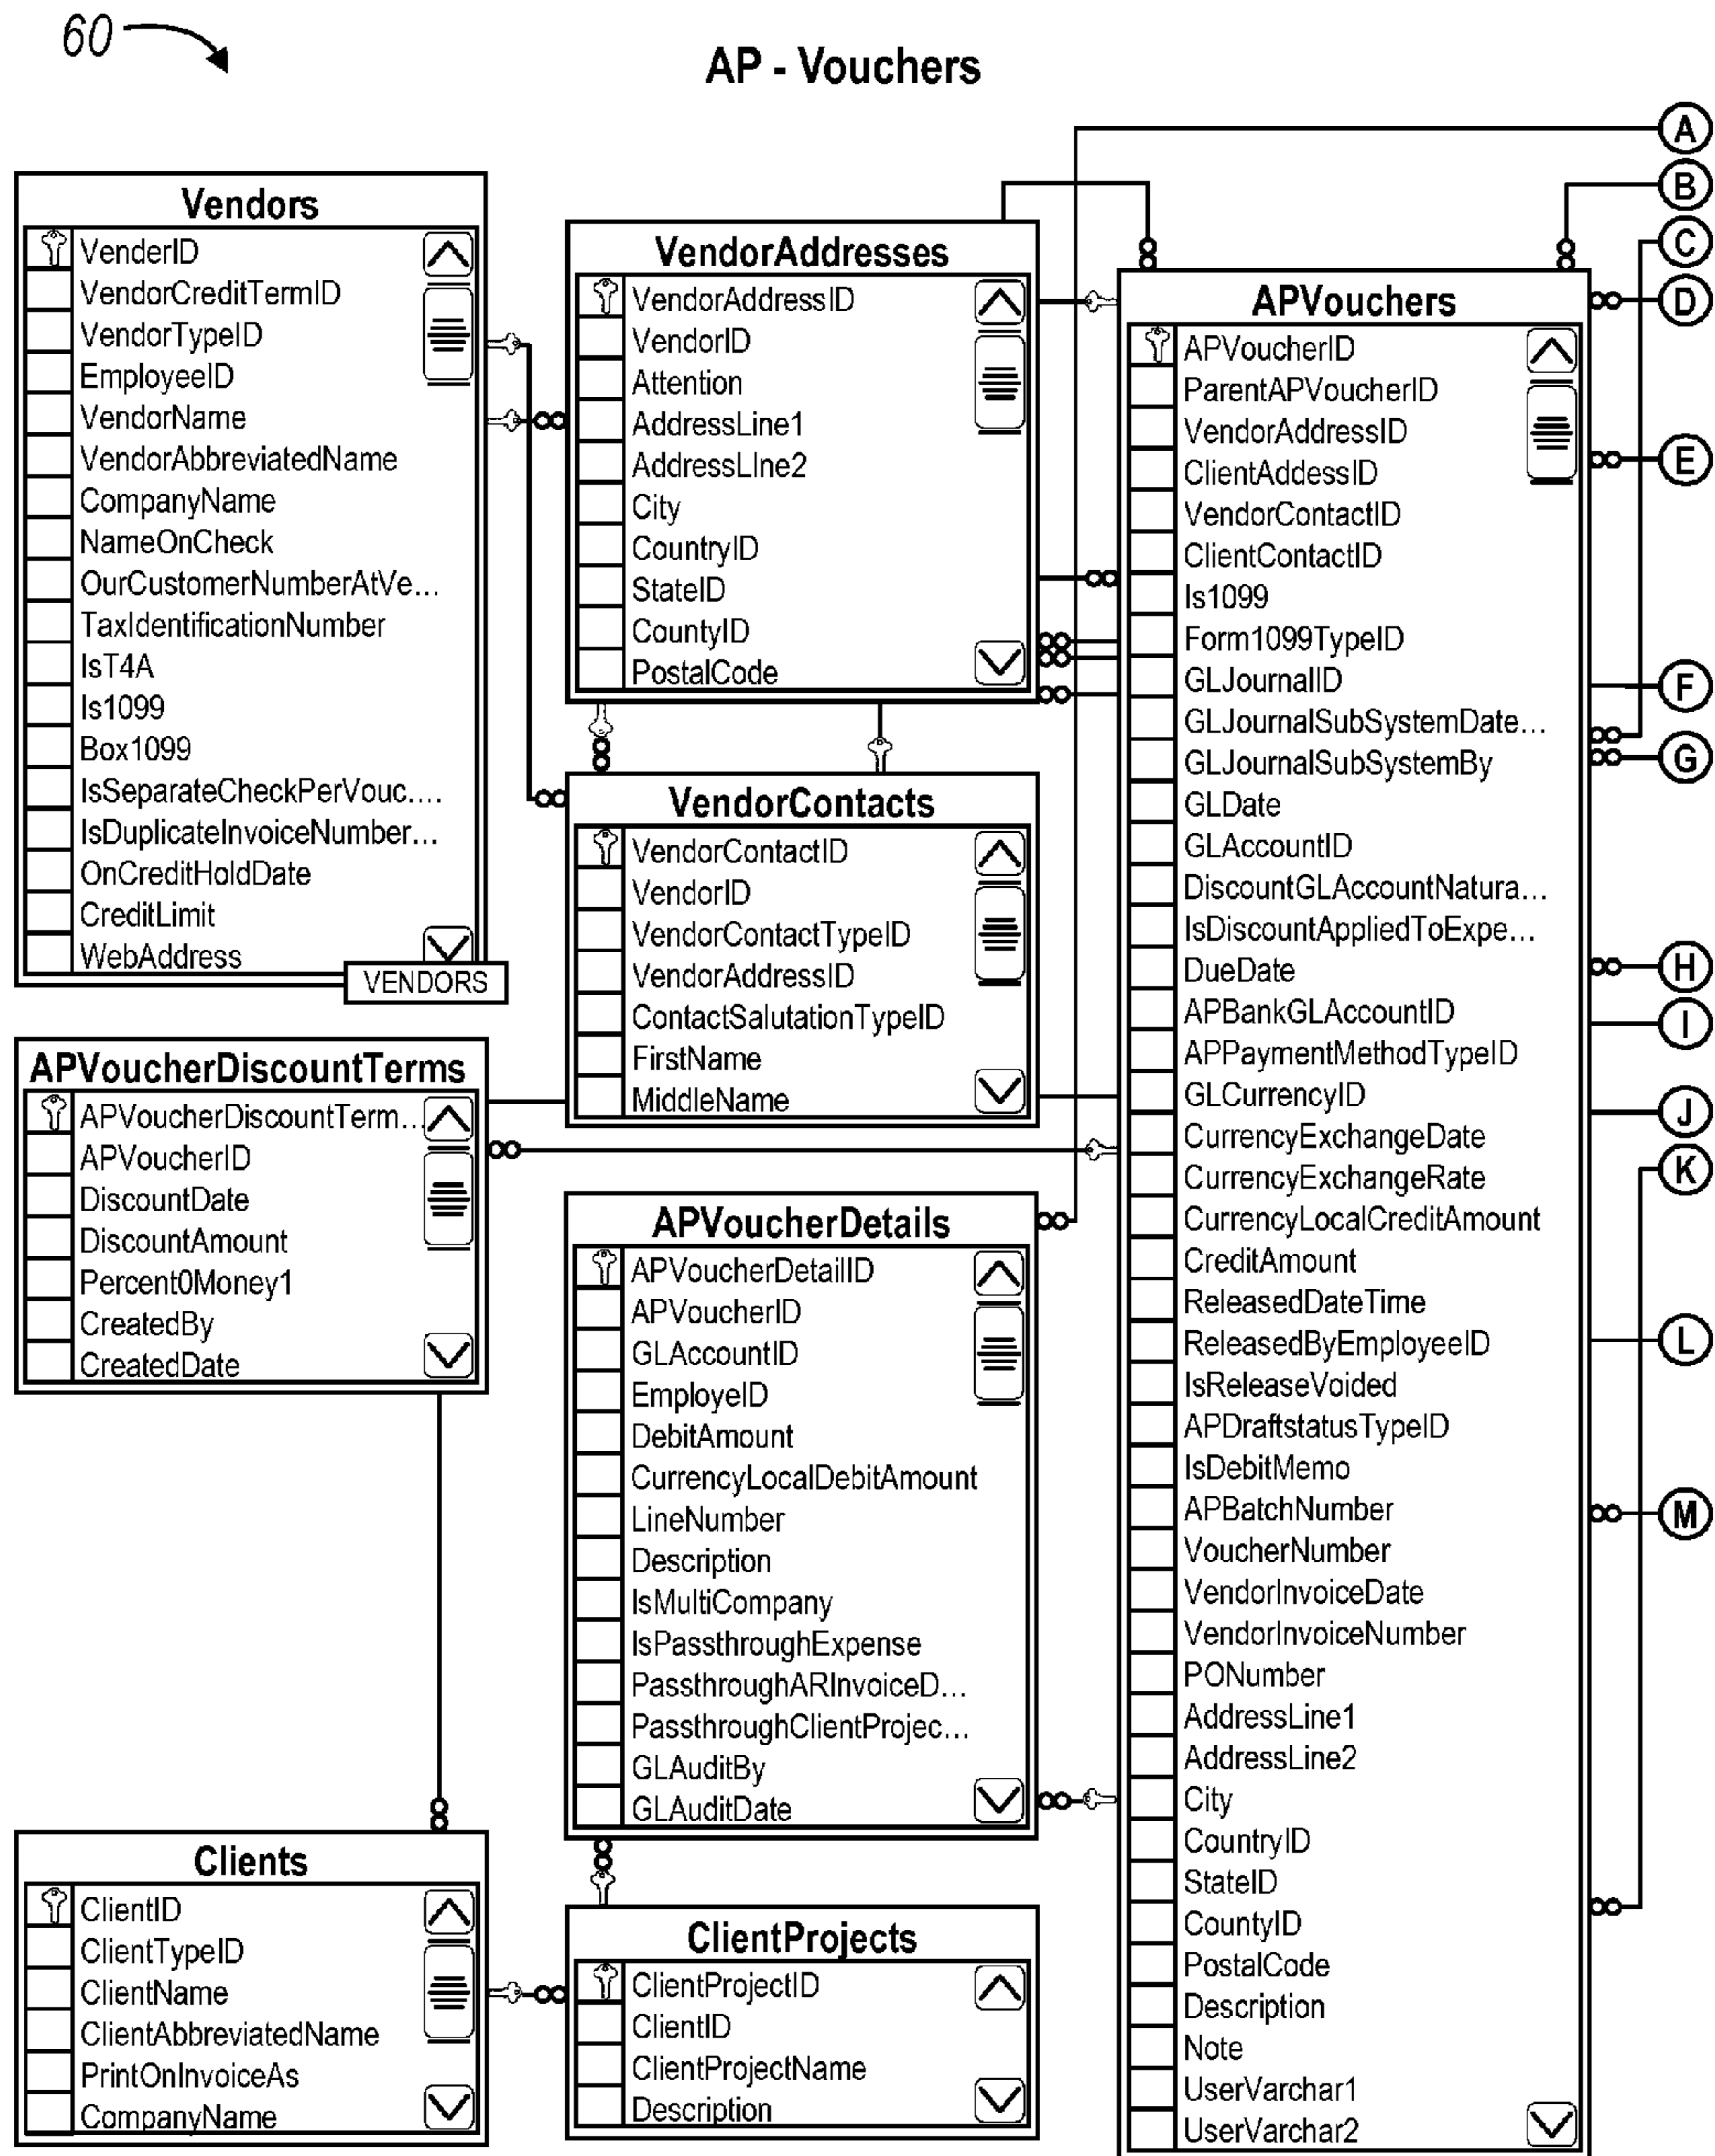 60
AP - Vouchers
Vendors
VenderID
VendorCreditTermID
VendorTypeID
EmployeeID
VendorName
VendorAbbreviatedName
CompanyName
NameOnCheck
OurCustomerNumberAtVe...
TaxIdentificationNumber
IsT4A
Is1099
Box1099
IsSeparateCheckPerVouc....
IsDuplicateInvoiceNumber...
OnCreditHoldDate
CreditLimit
WebAddress
VENDORS
APVoucherDiscountTerms
APVoucherDiscountTerm...
APVoucherID
DiscountDate
DiscountAmount
Percent0Money1
CreatedBy
CreatedDate
Clients
ClientID
ClientTypeID
ClientName
ClientAbbreviatedName
PrintOnInvoiceAs
CompanyName
VendorAddresses
VendorAddressID
VendorID
Attention
AddressLine1
AddressLIne2
City
CountryID
StateID
CountyID
PostalCode
VendorContacts
VendorContactID
VendorID
VendorContactTypeID
VendorAddressID
ContactSalutationTypeID
FirstName
MiddleName
APVoucherDetails
APVoucherDetailID
APVoucherID
GLAccountID
EmployeID
DebitAmount
CurrencyLocalDebitAmount
LineNumber
Description
IsMultiCompany
IsPassthroughExpense
PassthroughARInvoiceD...
PassthroughClientProjec...
GLAuditBy
GLAuditDate
ClientProjects
ClientProjectID
ClientID
ClientProjectName
Description
APVouchers
APVoucherID
ParentAPVoucherID
VendorAddressID
ClientAddessID
VendorContactID
ClientContactID
Is1099
Form1099TypeID
GLJournalID
GLJournalSubSystemDate...
GLJournalSubSystemBy
GLDate
GLAccountID
DiscountGLAccountNatura...
IsDiscountAppliedToExpe...
DueDate
APBankGLAccountID
APPaymentMethodTypeID
GLCurrencyID
CurrencyExchangeDate
CurrencyExchangeRate
CurrencyLocalCreditAmount
CreditAmount
ReleasedDateTime
ReleasedByEmployeeID
IsReleaseVoided
APDraftstatusTypeID
IsDebitMemo
APBatchNumber
VoucherNumber
VendorInvoiceDate
VendorInvoiceNumber
PONumber
AddressLine1
AddressLine2
City
CountryID
StateID
CountyID
PostalCode
Description
Note
UserVarchar1
UserVarchar2
A
B
C
D
E
F
G
H
I
J
K
L
M